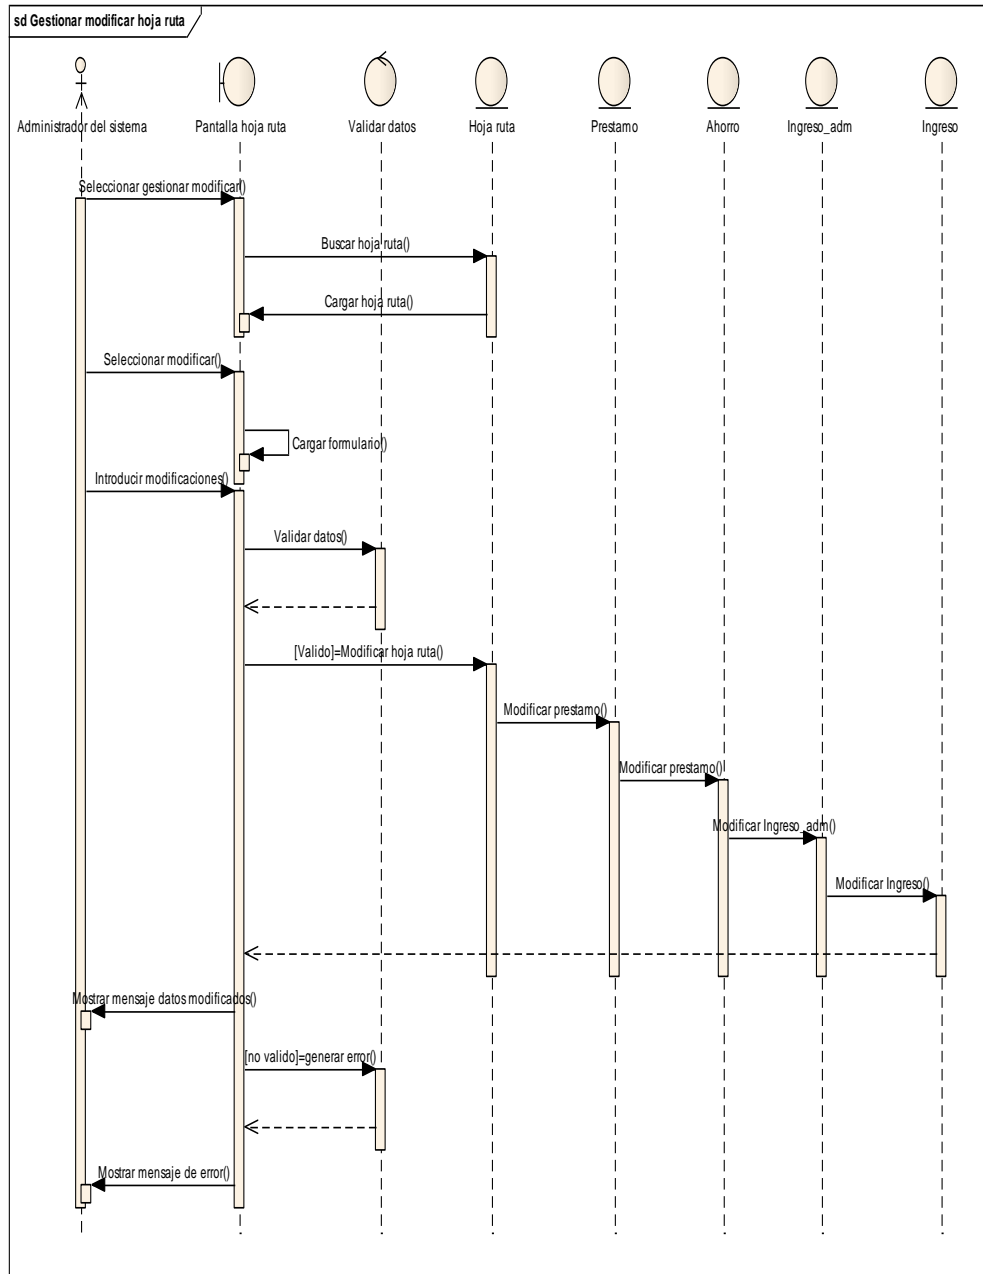 sd Gestionar modificar hoja ruta
Administrador del sistema
Pantalla hoja ruta
Validar datos
Hoja ruta
Prestamo
Ahorro
Ingreso_adm
Ingreso
Seleccionar gestionar modificar()
Buscar hoja ruta()
Cargar hoja ruta()
Seleccionar modificar()
Cargar formulario()
Introducir modificaciones()
Validar datos()
[Valido]=Modificar hoja ruta()
Modificar prestamo()
Modificar prestamo()
Modificar Ingreso_adm()
Modificar Ingreso()
Mostrar mensaje datos modificados()
[no valido]=generar error()
Mostrar mensaje de error()